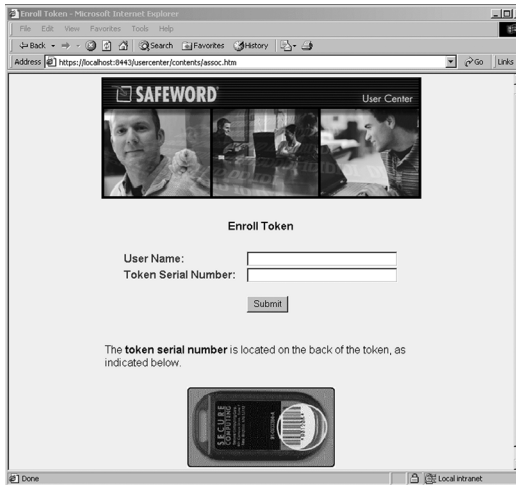 Enroll Token - Microsoft Internet Explorer
File Edit View Favorites Tools Help
Back Search Favorites History
Address https://localhost:8443/usercenter/contents/assoc.htm Go Links
SAFEWORD
User Center
Enroll Token
User Name:
Token Serial Number:
Submit
The token serial number is located on the back of the token, as
indicated below.
SECURE
COMPUTING
Done Local intranet